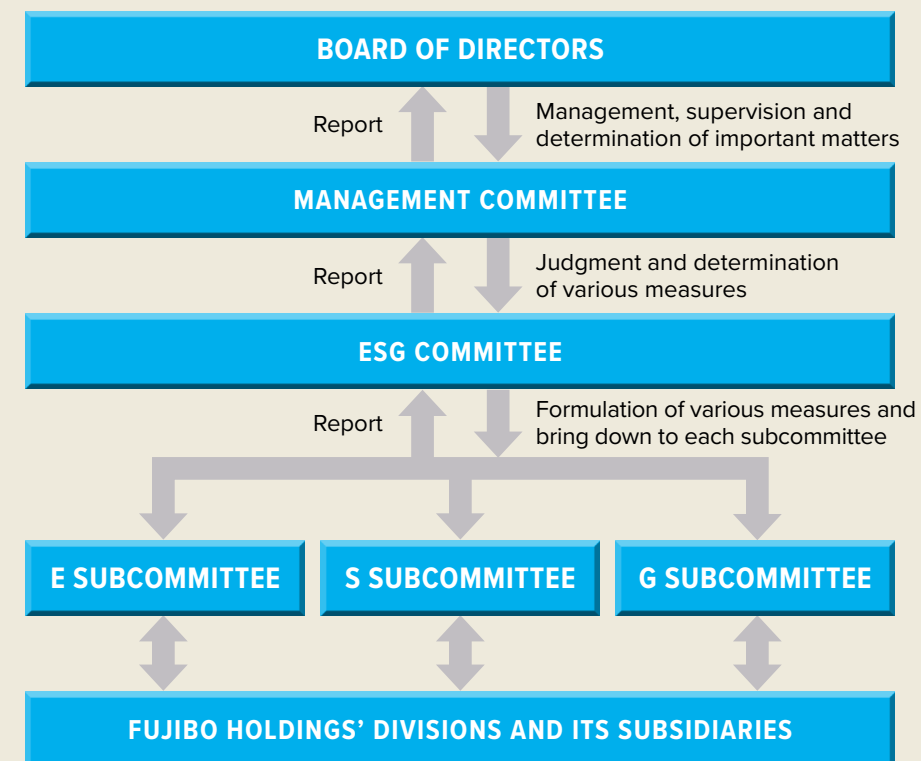 BOARD OF DIRECTORS
Report
Management, supervision and
determination of important matters
MANAGEMENT COMMITTEE
Report
Judgment and determination
of various measures
ESG COMMITTEE
Report
Formulation of various measures and
bring down to each subcommittee
E SUBCOMMITTEE
S SUBCOMMITTEE
G SUBCOMMITTEE
FUJIBO HOLDINGS’ DIVISIONS AND ITS SUBSIDIARIES